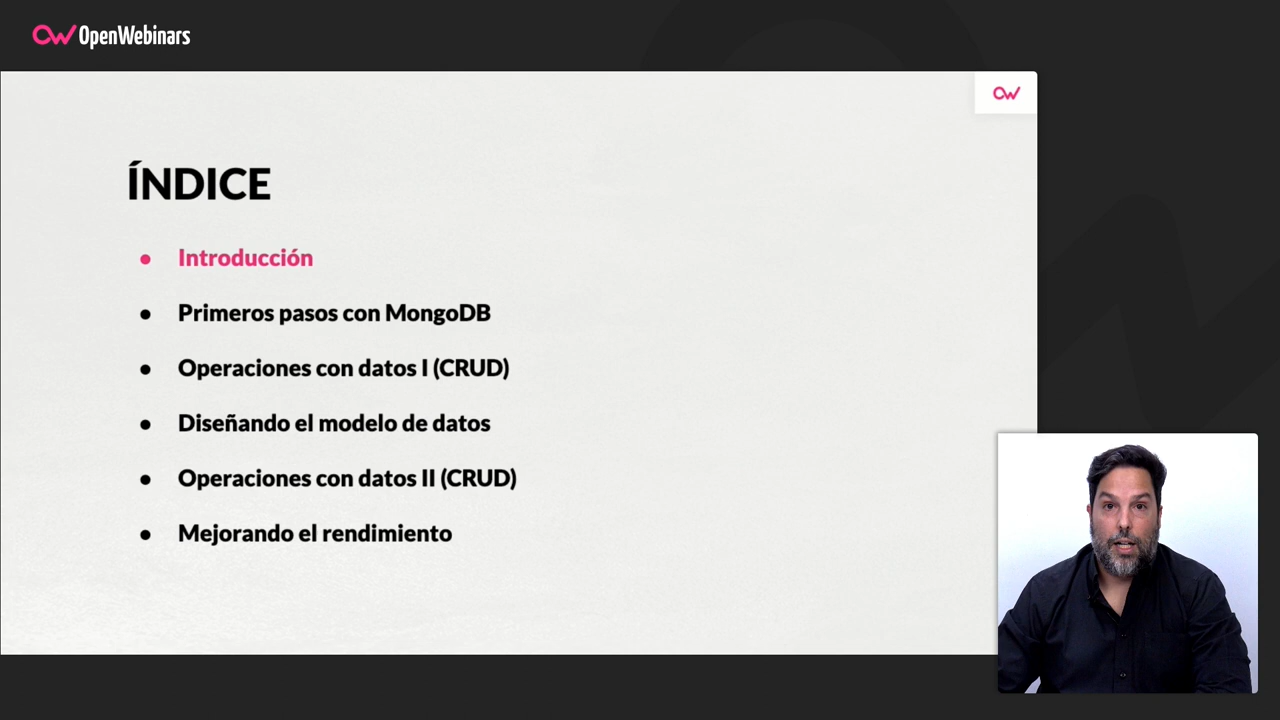 OpenWebinars
ÍNDICE
● Introducción
● Primeros pasos con MongoDB
● Operaciones con datos I (CRUD)
● Diseñando el modelo de datos
● Operaciones con datos II (CRUD)
● Mejorando el rendimiento